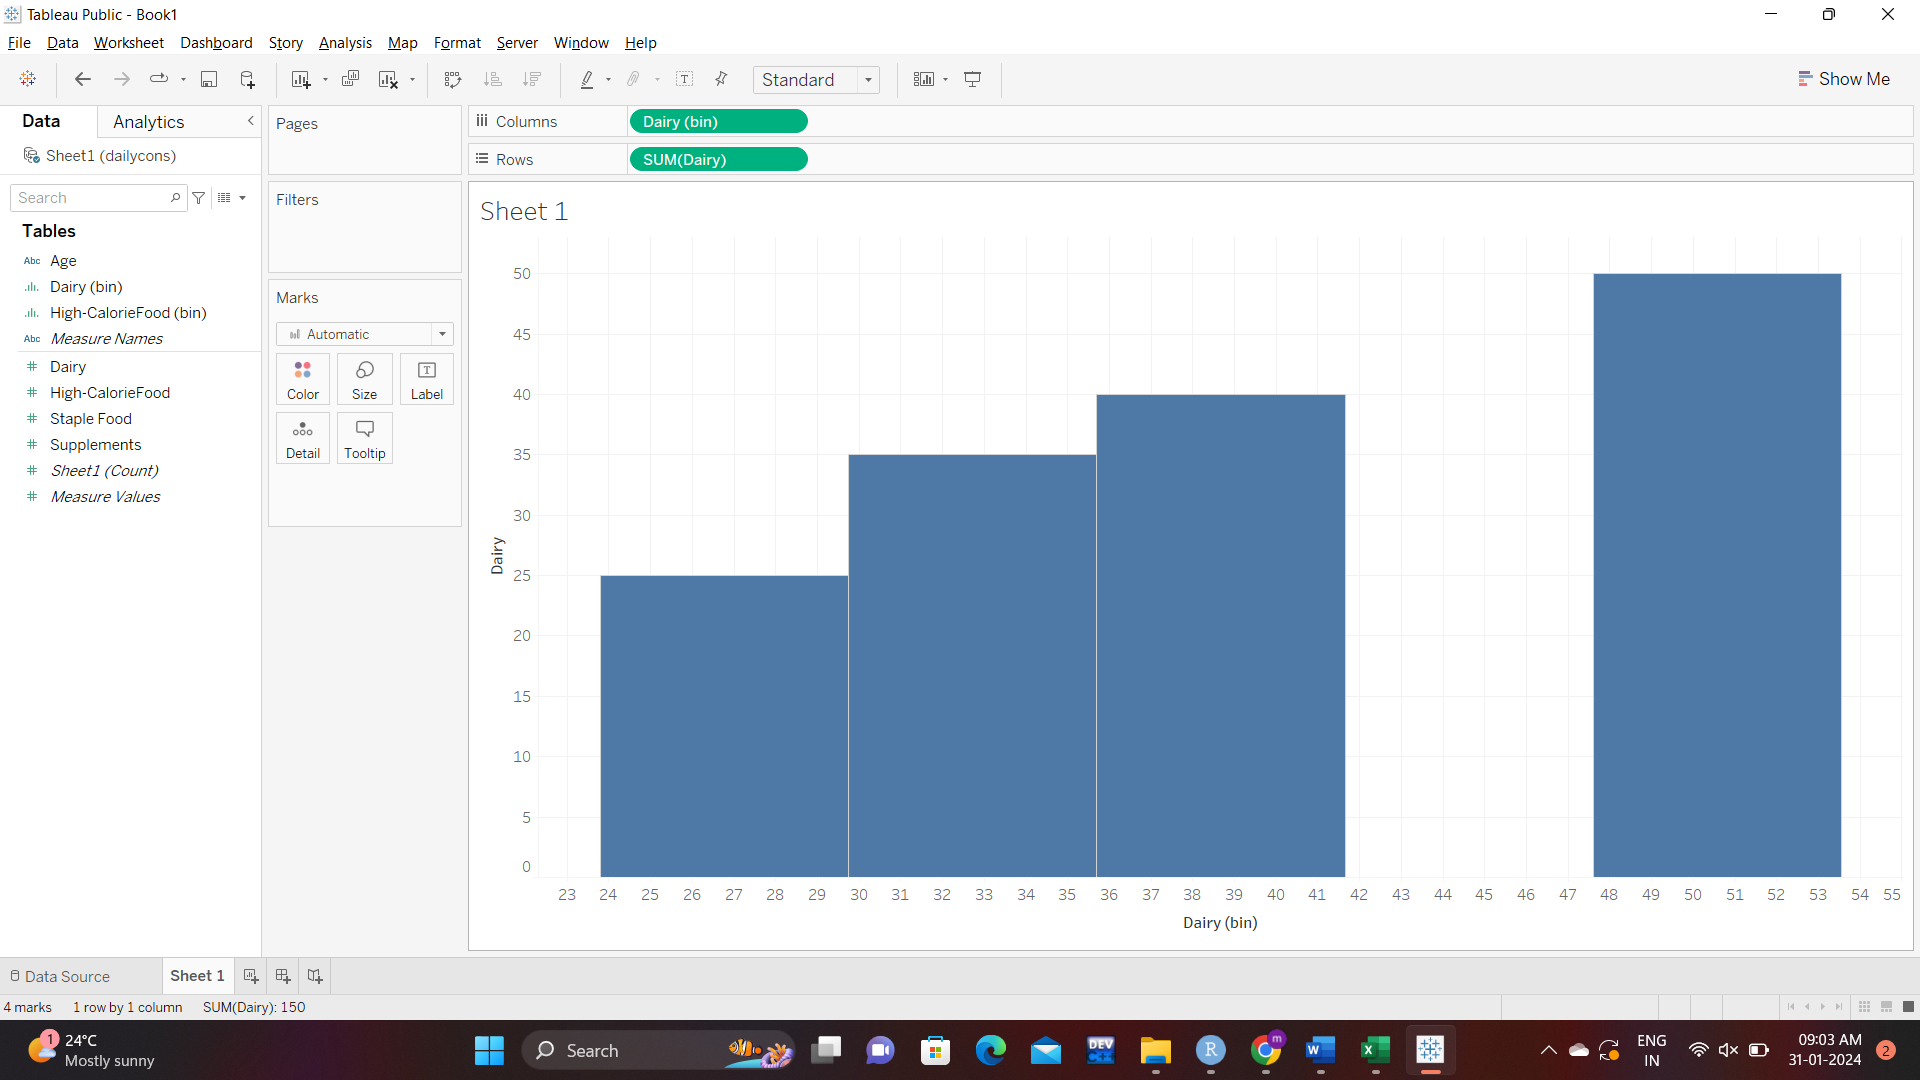 Tableau Public - Book1
File Data Worksheet Dashboard Story Analysis Map Format Server Window Help
Standard
Show Me
Data Analytics
Sheet1 (dailycons)
Search
Tables
Abc Age
Dairy (bin)
High-CalorieFood (bin)
Abc Measure Names
Dairy
High-CalorieFood
Staple Food
Supplements
Sheet1 (Count)
Measure Values
Pages
Filters
Marks
Automatic
Color Size Label
Detail Tooltip
Columns Dairy (bin)
Rows SUM(Dairy)
Sheet 1
50
45
40
35
30
25
20
15
10
5
0
Dairy
23 24 25 26 27 28 29 30 31 32 33 34 35 36 37 38 39 40 41 42 43 44 45 46 47 48 49 50 51 52 53 54 55
Dairy (bin)
Data Source Sheet 1
4 marks 1 row by 1 column SUM(Dairy): 150
1
24°C
Mostly sunny
Search
DEV
C++
R
m
W
X
ENG
IN
09:03 AM
31-01-2024
2